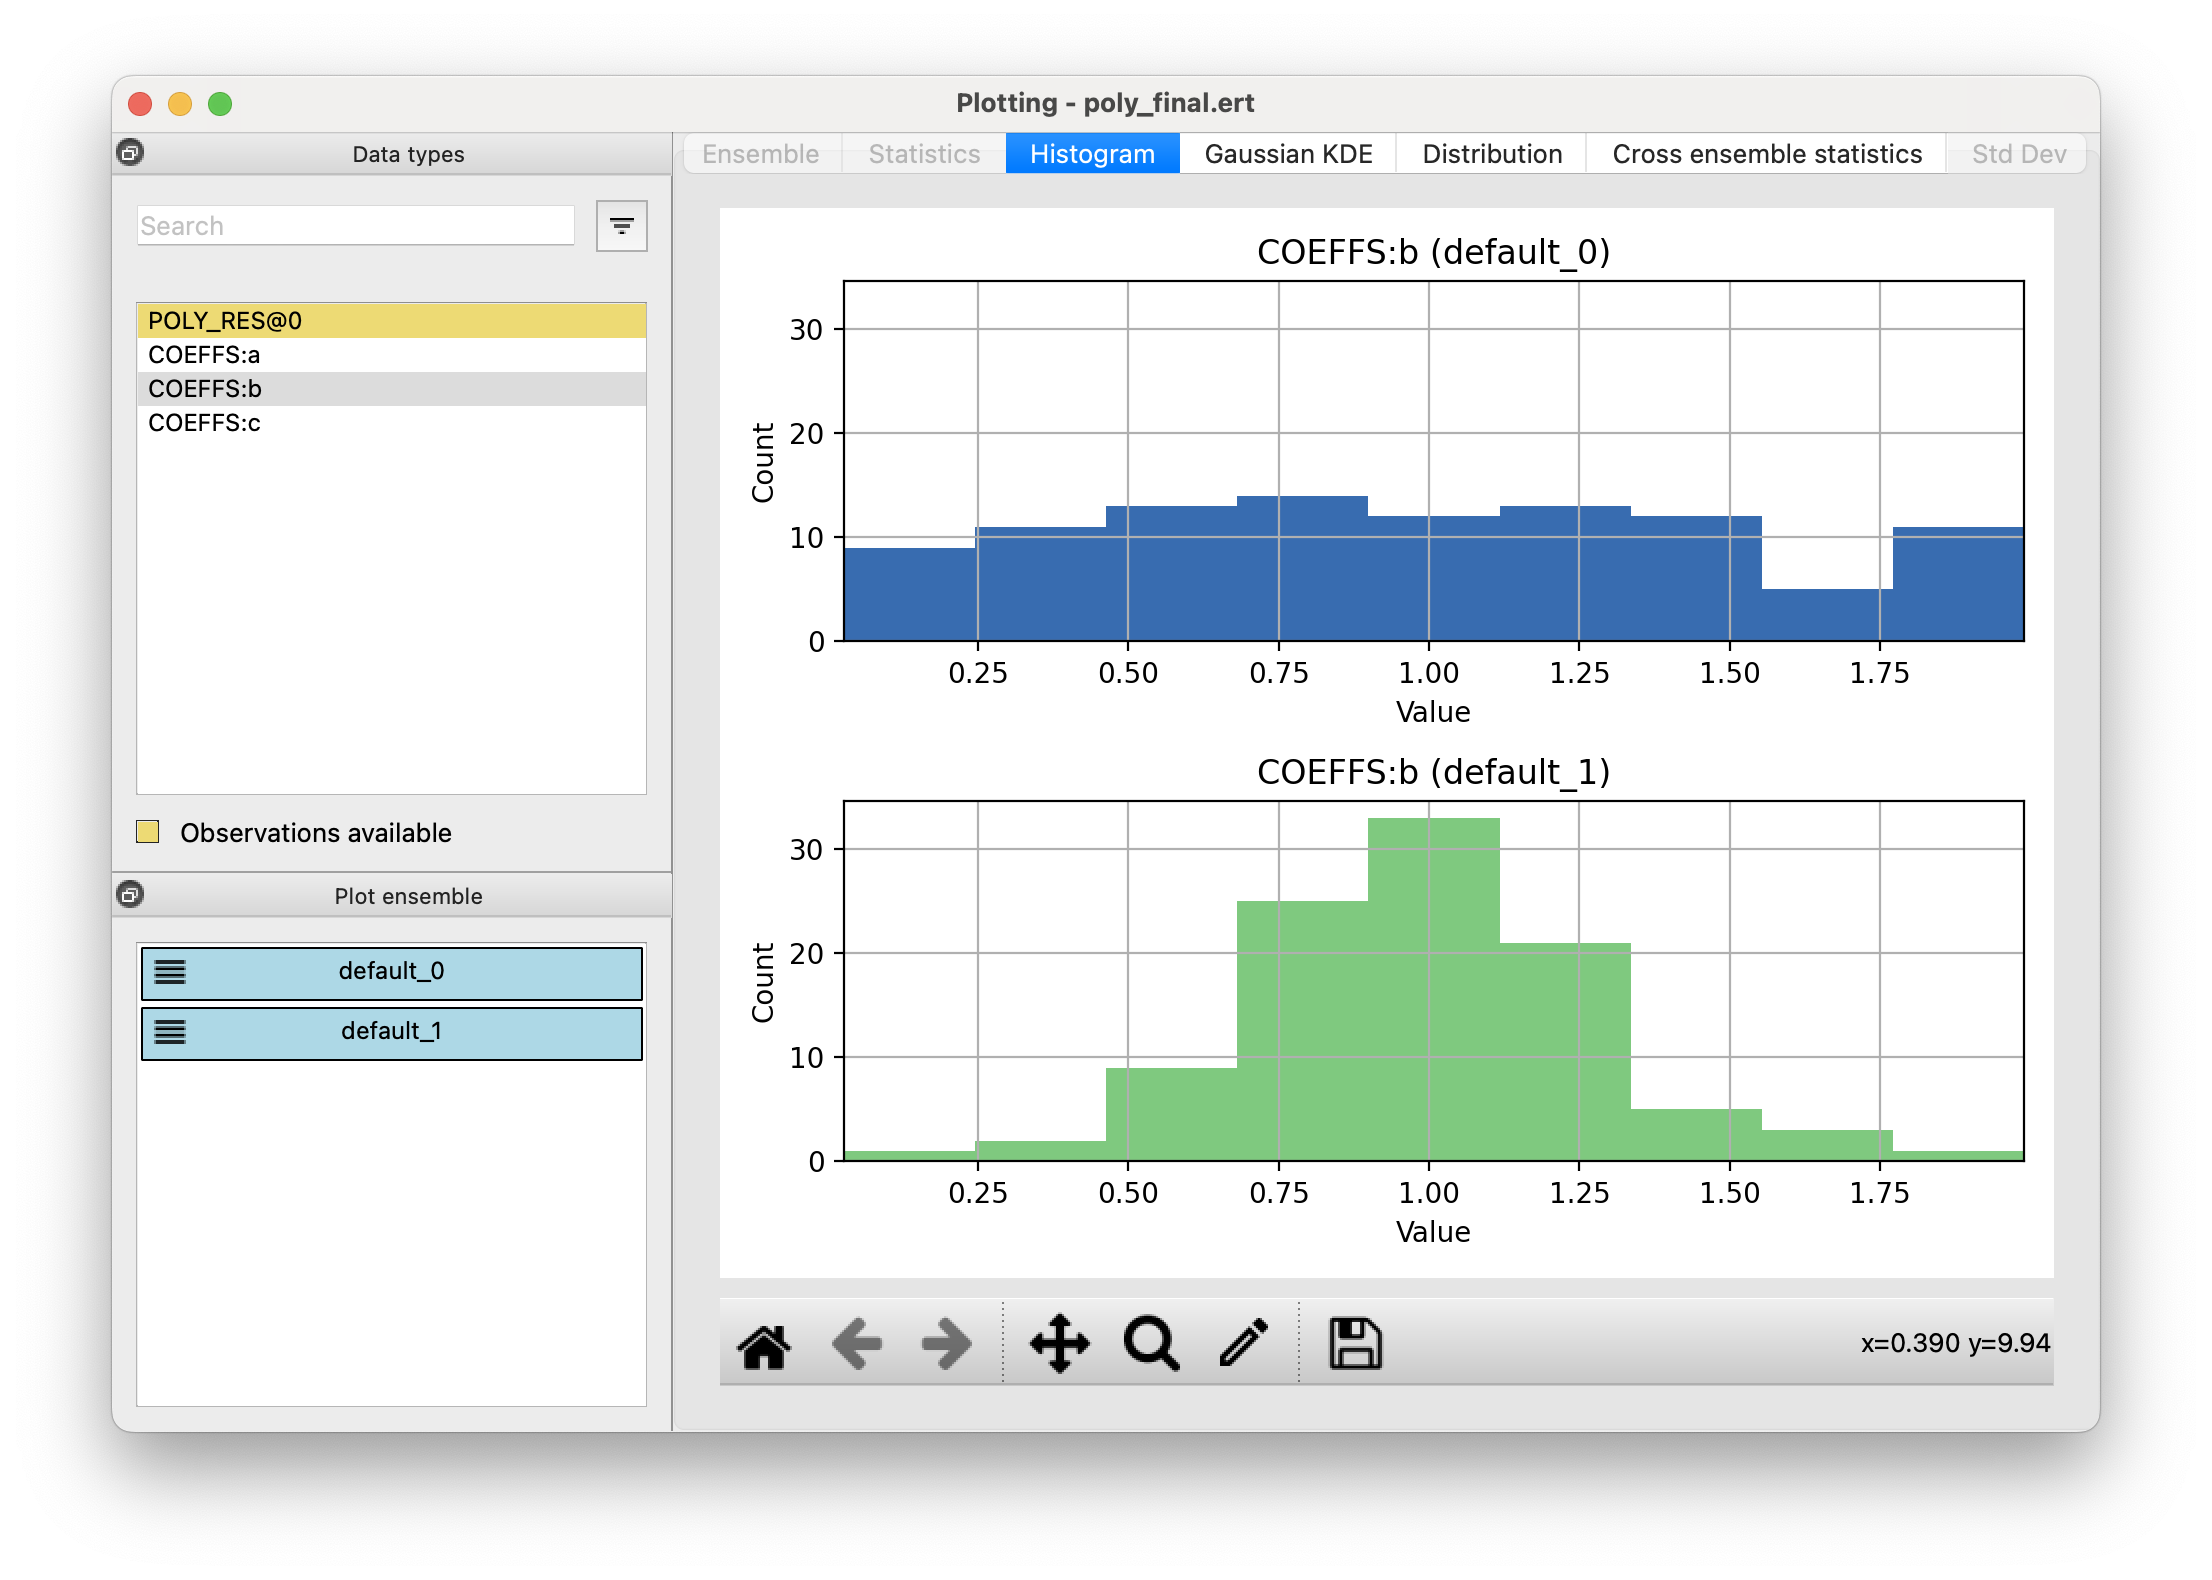 Plotting - poly_final.ert
Data types
Search
POLY_RES@0
COEFFS:a
COEFFS:b
COEFFS:c
Observations available
Plot ensemble
default_0
default_1
Ensemble Statistics Histogram Gaussian KDE Distribution Cross ensemble statistics Std Dev
COEFFS:b (default_0)
30
20
10
0
Count
0.25 0.50 0.75 1.00 1.25 1.50 1.75
Value
COEFFS:b (default_1)
30
20
10
0
Count
0.25 0.50 0.75 1.00 1.25 1.50 1.75
Value
x=0.390 y=9.94